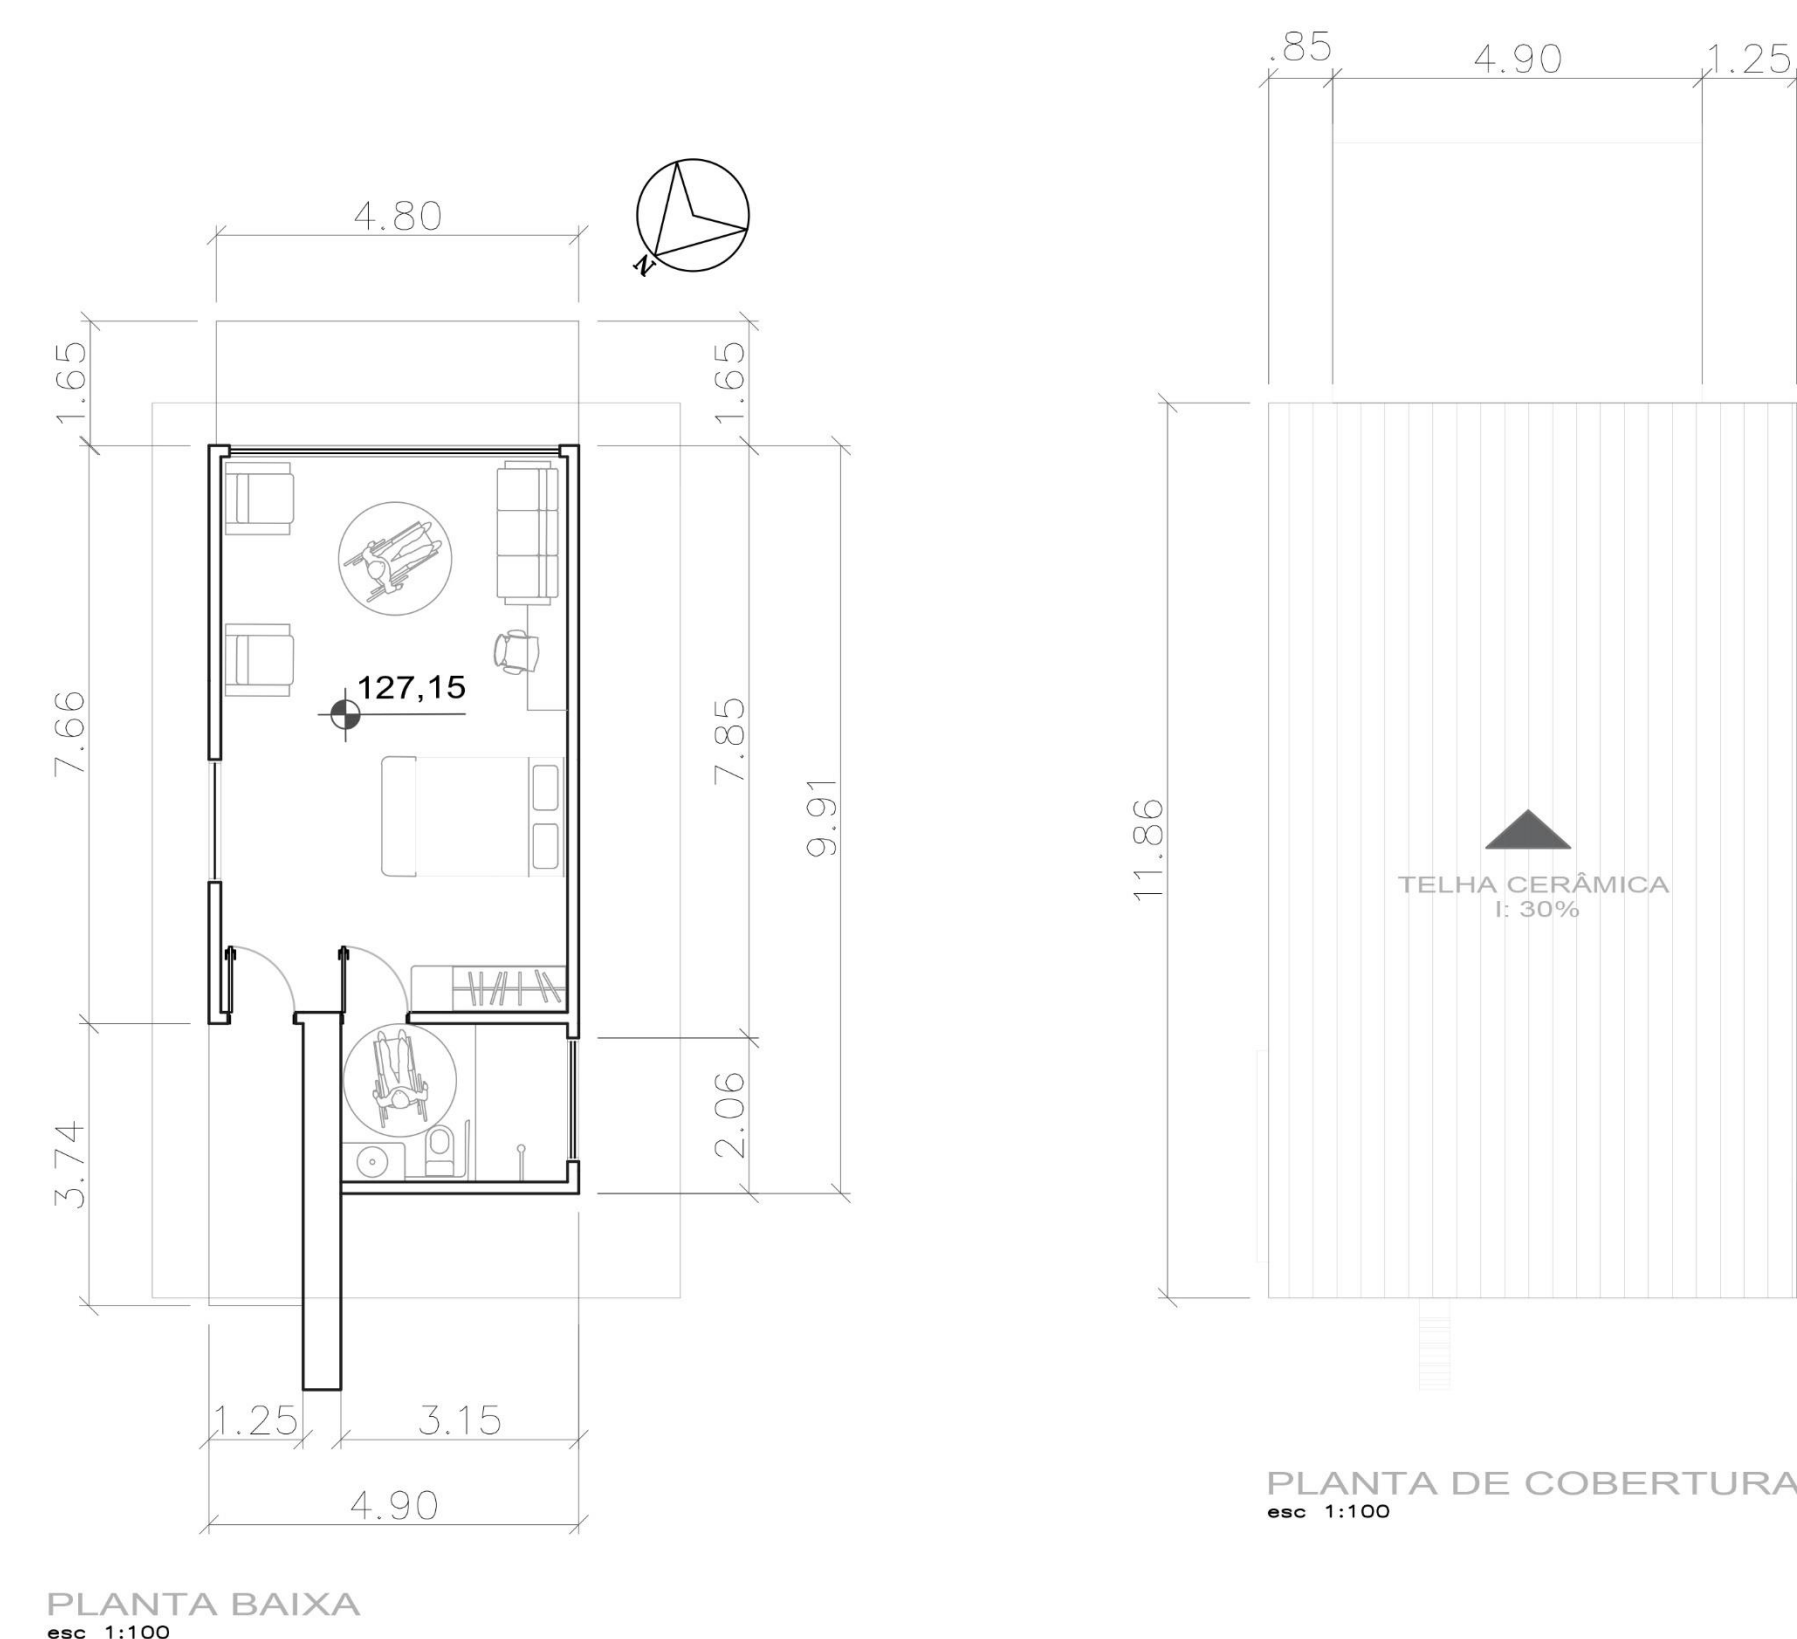 4.80
N
1.65
1.65
7.66
127,15
7.85
9.91
3.74
2.06
1.25
3.15
4.90
PLANTA BAIXA
esc 1:100
.85
4.90
1.25
11.86
TELHA CERÂMICA
I: 30%
PLANTA DE COBERTURA
esc 1:100